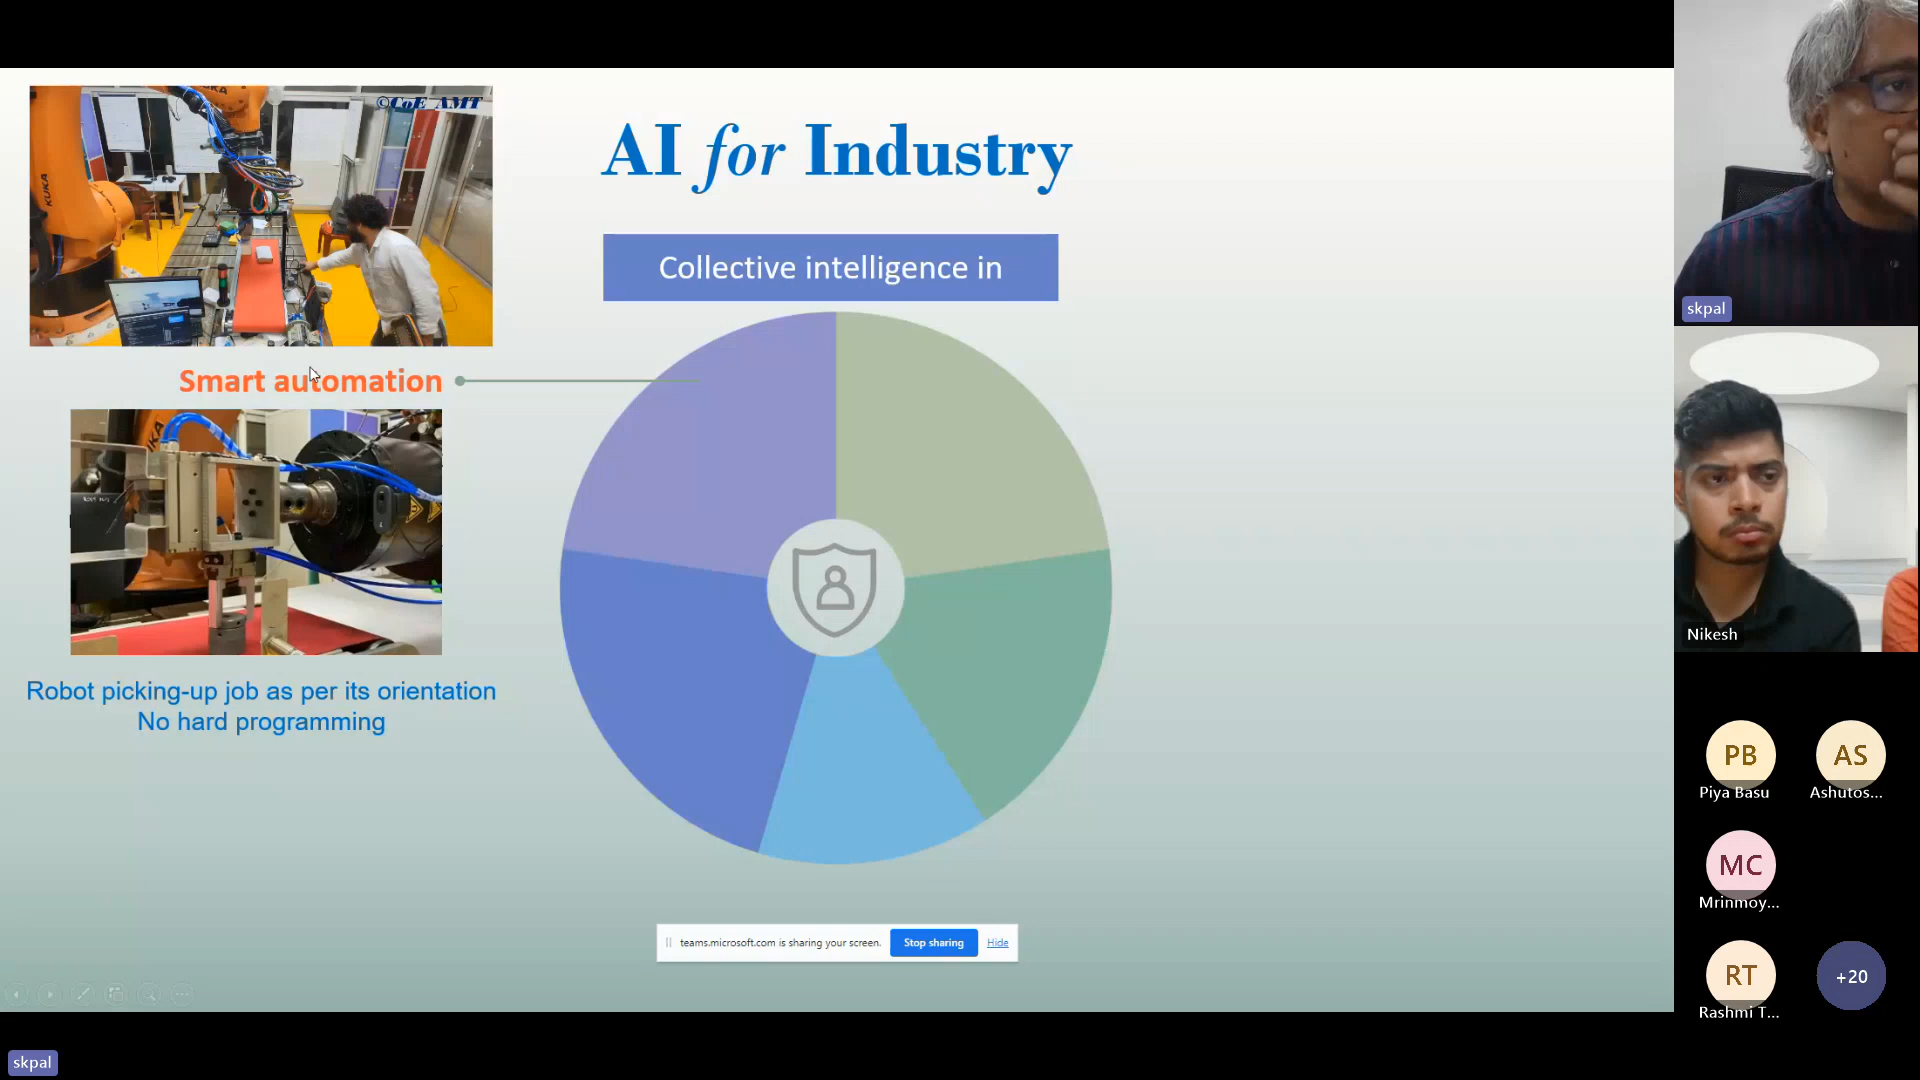 ©CoE AMT
KUKA
AI for Industry
Collective intelligence in
Smart automation
Robot picking-up job as per its orientation
No hard programming
teams.microsoft.com is sharing your screen.
Stop sharing
Hide
skpal
skpal
Nikesh
PB
Piya Basu
AS
Ashutos...
MC
Mrinmoy...
RT
Rashmi T...
+20